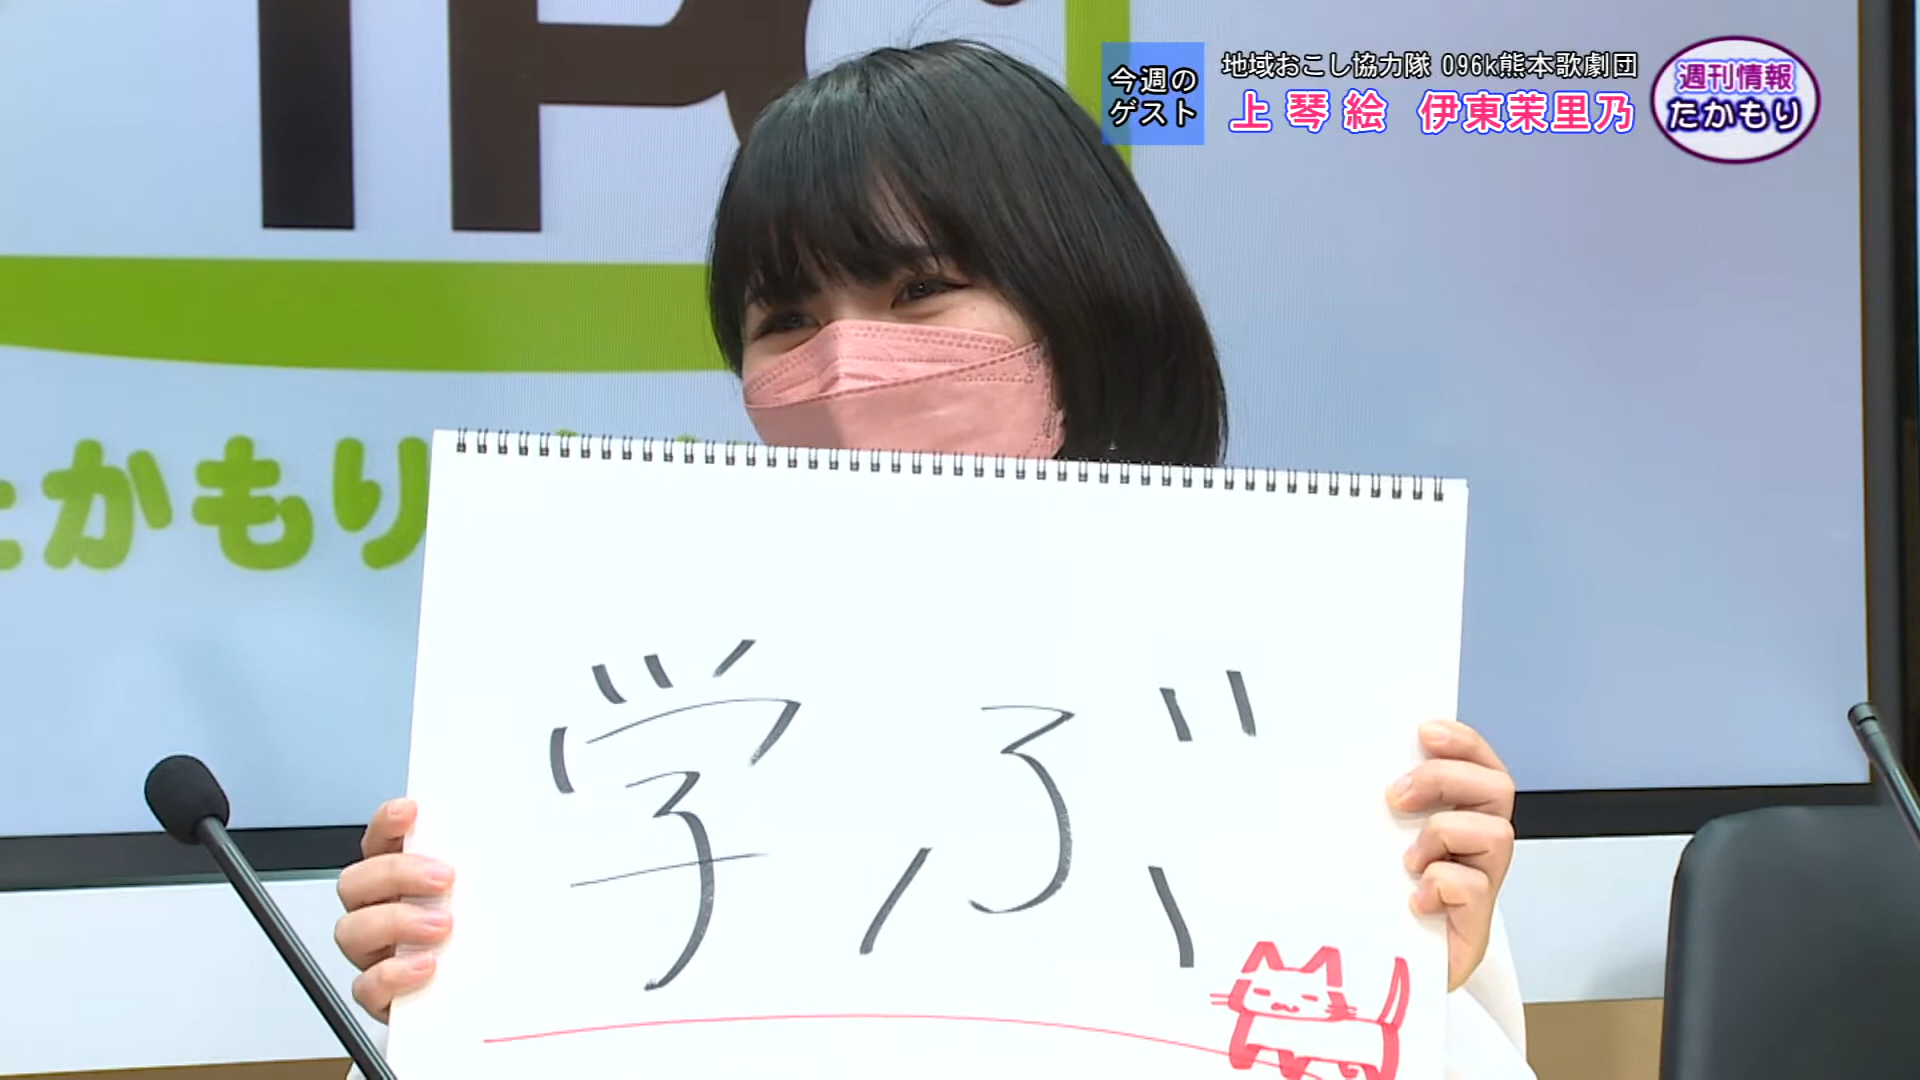 今週の
ゲスト
地域おこし協力隊 096k熊本歌劇団
上 琴 絵 伊東茉里乃
週刊情報
たかもり
TPC
たかもり
学ぶ